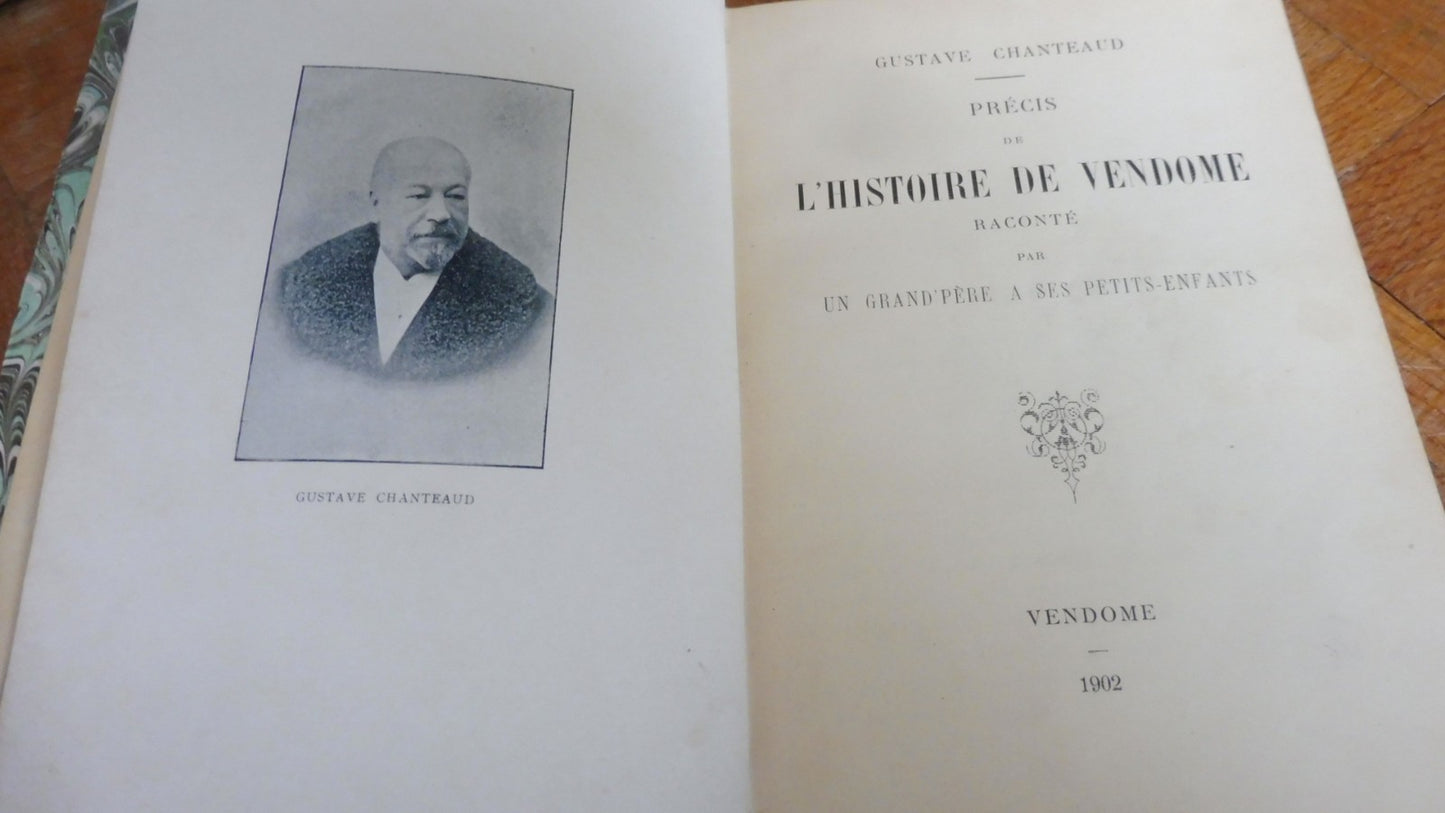 GUSTAVE CHANTEAUD
GUSTAVE CHANTEAUD
PRÉCIS
DE
L'HISTOIRE DE VENDOME
RACONTÉ
PAR
UN GRAND'PÈRE A SES PETITS-ENFANTS
VENDOME
1902